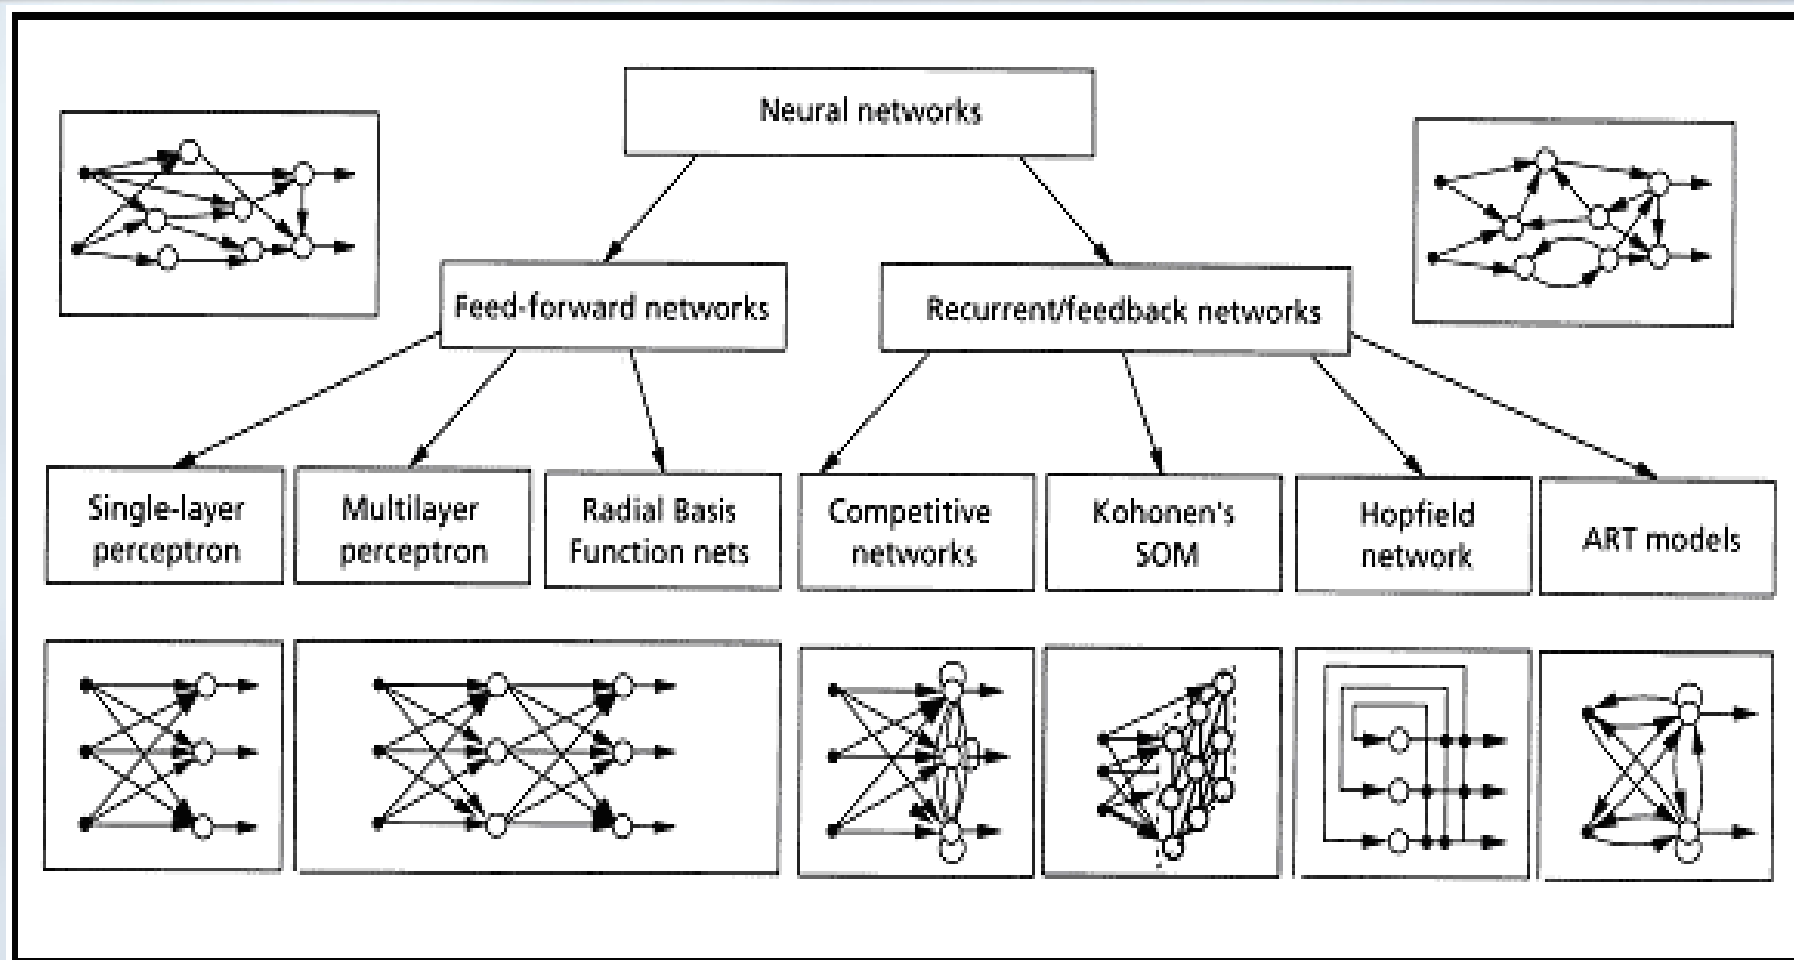 Neural networks
Feed-forward networks
Recurrent/feedback networks
Single-layer
perceptron
Multilayer
perceptron
Radial Basis
Function nets
Competitive
networks
Kohonen's
SOM
Hopfield
network
ART models